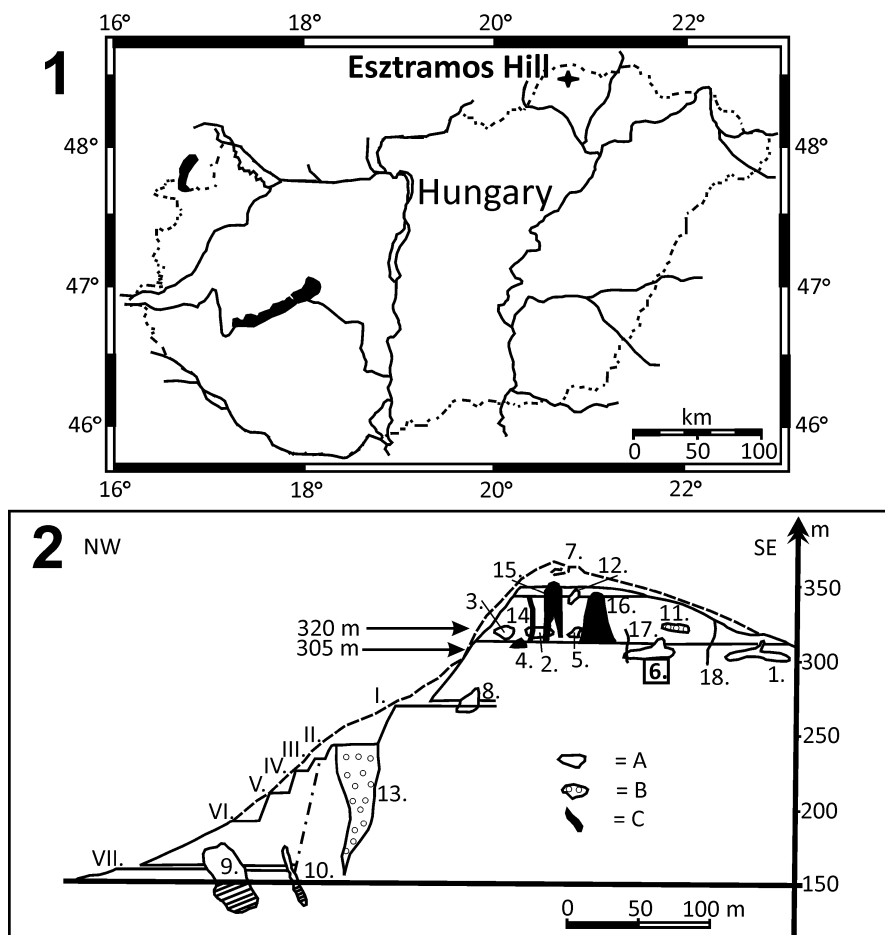 16° 18° 20° 22°
1
Esztramos Hill
48° 48°
Hungary
47° 47°
46° 46°
km
0 50 100
16° 18° 20° 22°
2 NW SE m
7.
15. 12.
350
3. 14 16. 11.
320 m 17.
305 m 4. 2. 5. 300
6. 18. 1.
I. 8.
II. 250
III.
IV. = A
V. 13. = B
VI. 200
= C
VII. 9. 10.
150
0 50 100 m